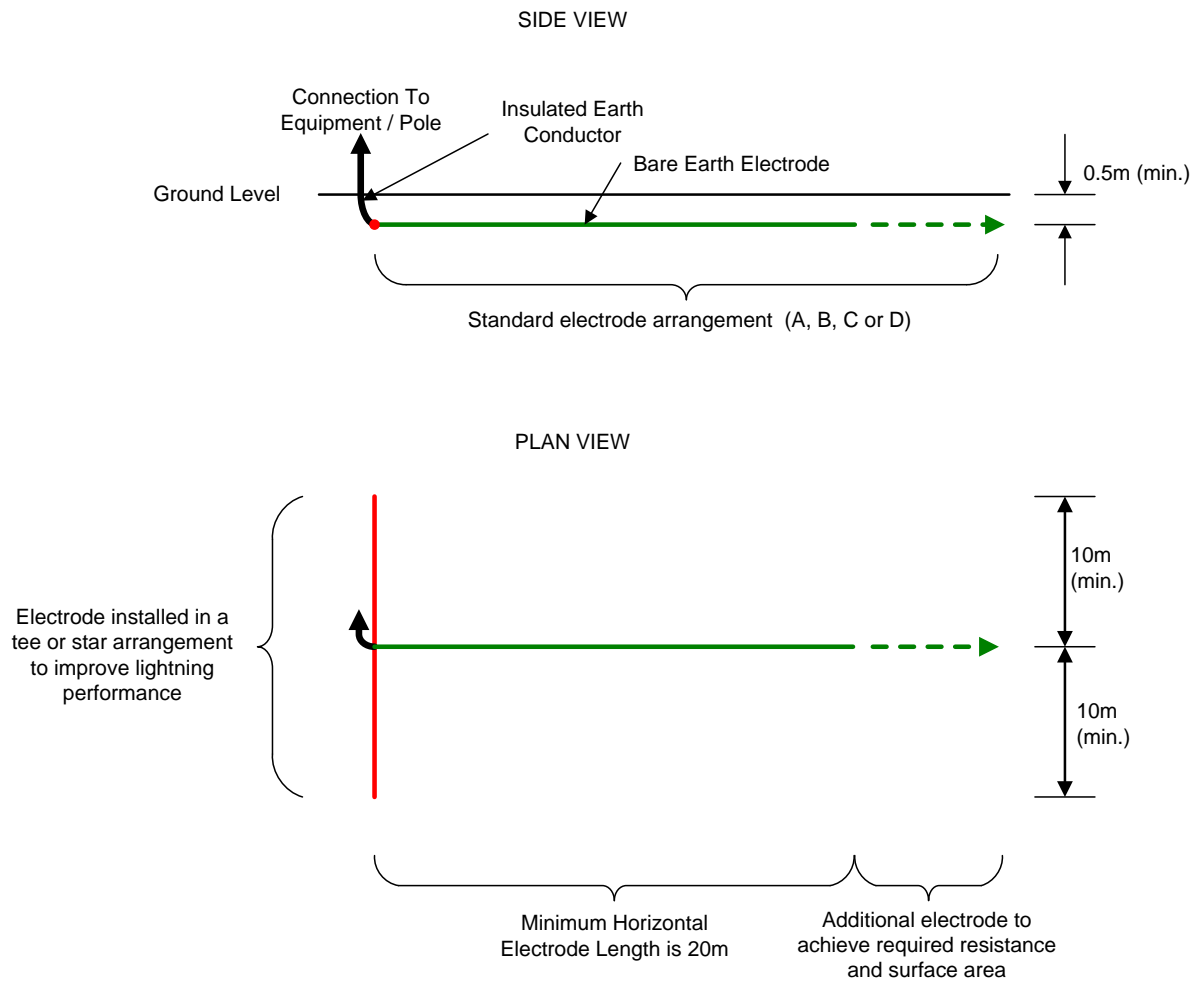 SIDE VIEW
Connection To
Equipment / Pole
Insulated Earth
Conductor
Bare Earth Electrode
0.5m (min.)
Ground Level
Standard electrode arrangement  (A, B, C or D)
PLAN VIEW
10m
(min.)
Electrode installed in a
tee or star arrangement
to improve lightning
performance
10m
(min.)
Minimum Horizontal
Electrode Length is 20m
Additional electrode to
achieve required resistance
and surface area